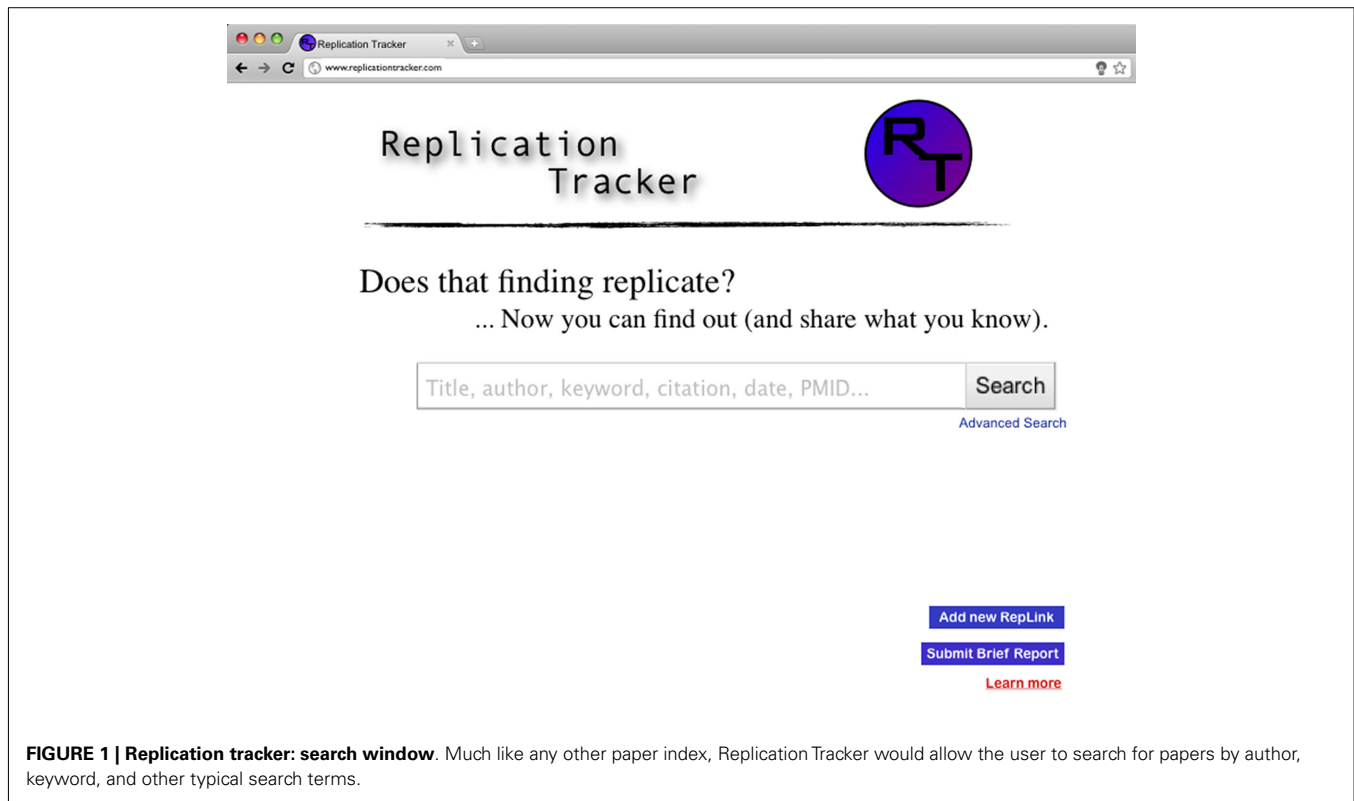 RT Replication Tracker
www.replicationtracker.com
Replication
Tracker
RT
Does that finding replicate?
... Now you can find out (and share what you know).
Title, author, keyword, citation, date, PMID...
Search
Advanced Search
Add new RepLink
Submit Brief Report
Learn more
FIGURE 1 | Replication tracker: search window. Much like any other paper index, Replication Tracker would allow the user to search for papers by author,
keyword, and other typical search terms.